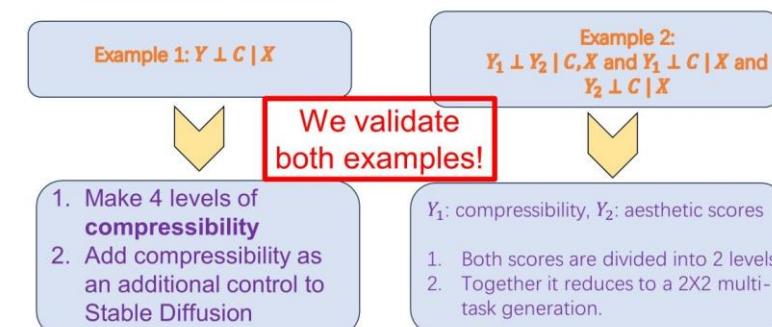 Example 1: Y ⊥ C | X
Example 2:
Y₁ ⊥ Y₂ | C, X and Y₁ ⊥ C | X and
Y₂ ⊥ C | X
We validate
both examples!
1. Make 4 levels of
compressibility
2. Add compressibility as
an additional control to
Stable Diffusion
Y₁: compressibility, Y₂: aesthetic scores
1. Both scores are divided into 2 levels
2. Together it reduces to a 2X2 multi-
task generation.